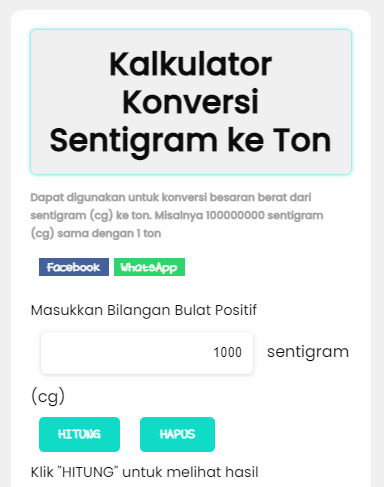 Kalkulator
Konversi
Sentigram ke Ton
Dapat digunakan untuk konversi besaran berat dari
sentigram (cg) ke ton. Misalnya 100000000 sentigram
(cg) sama dengan 1 ton
Facebook WhatsApp
Masukkan Bilangan Bulat Positif
1000 sentigram
(cg)
HITUNG HAPUS
Klik "HITUNG" untuk melihat hasil